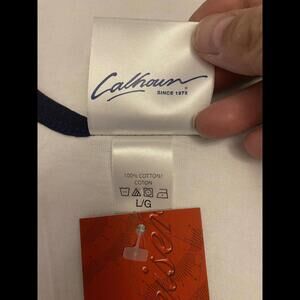 Calhoun
SINCE 1973
100% COTTON/
COTON
L/G